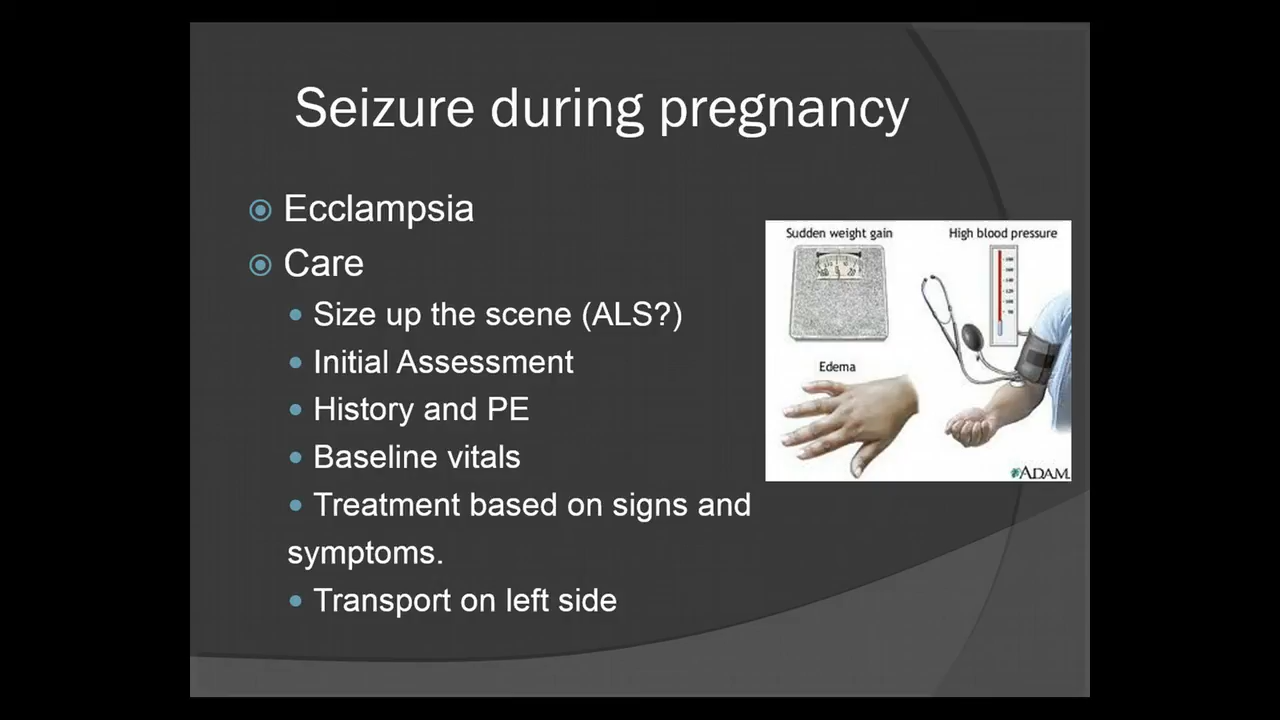 Seizure during pregnancy
Ecclampsia
Care
Size up the scene (ALS?)
Initial Assessment
History and PE
Baseline vitals
Treatment based on signs and
symptoms.
Transport on left side
Sudden weight gain
High blood pressure
Edema
ADAM